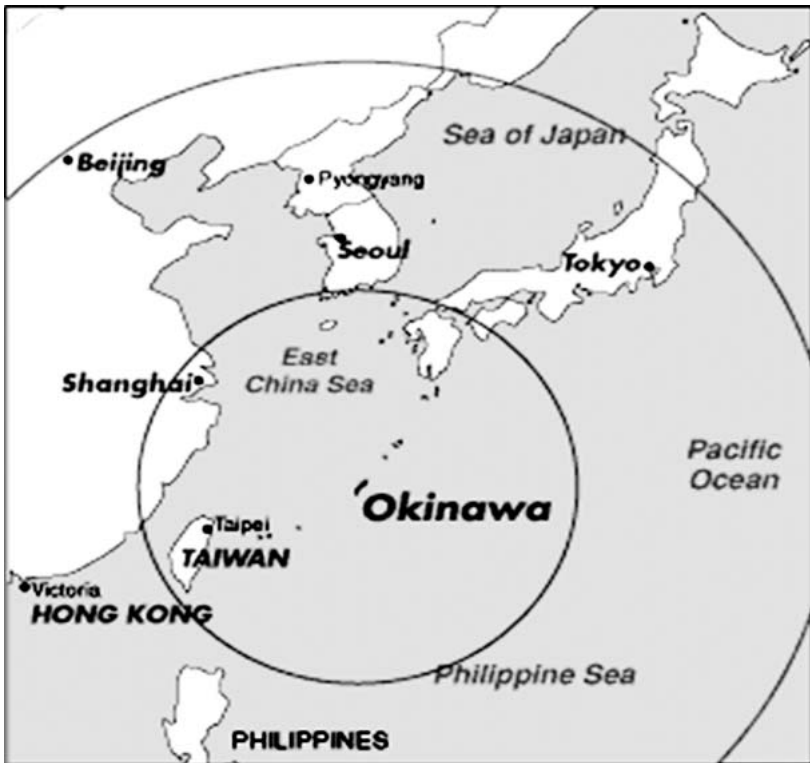 Sea of Japan
Beijing
Pyongyang
Seoul
Tokyo
East
China Sea
Shanghai
Pacific
Ocean
Okinawa
Taipei
TAIWAN
Victoria
HONG KONG
Philippine Sea
PHILIPPINES